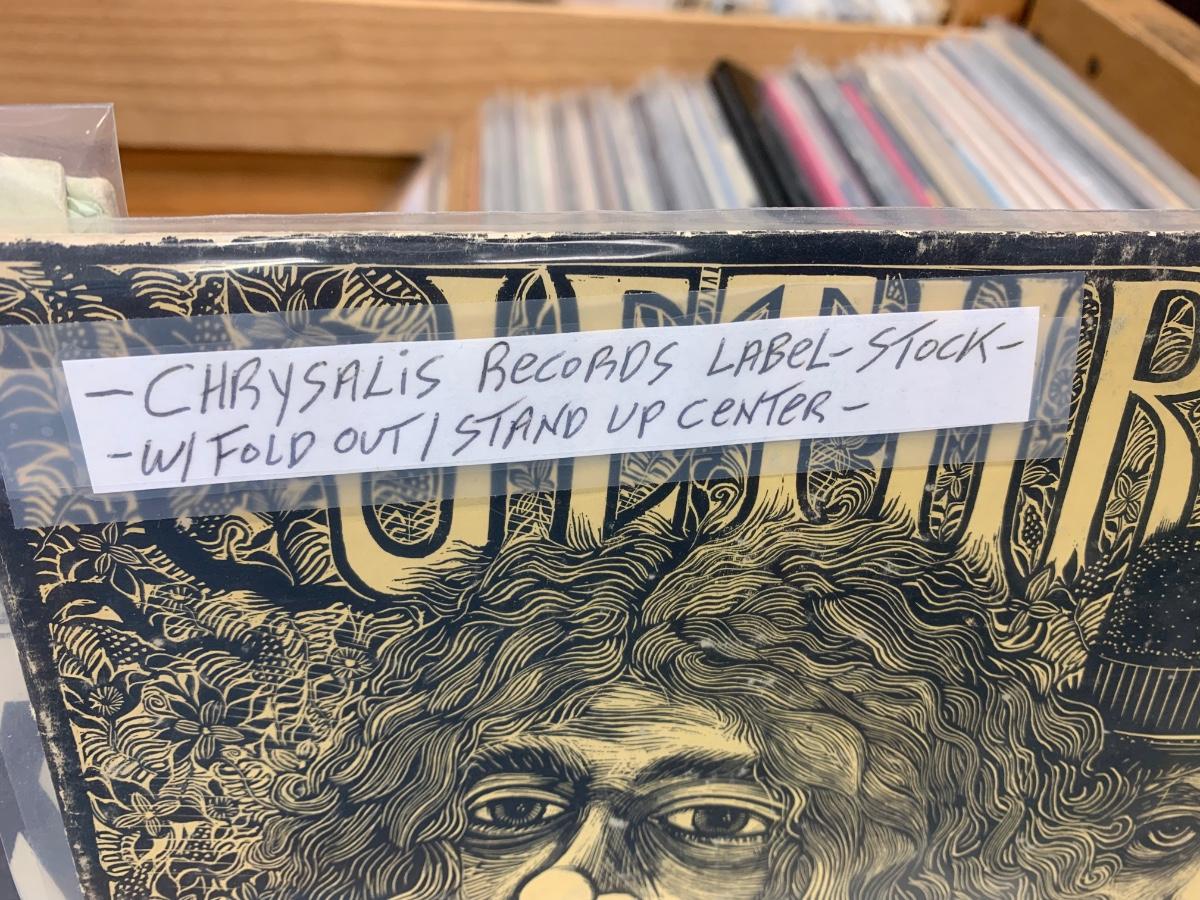 -CHRYSALiS RECORDS LABEL-STOCK-
-W/ FOLD OUT / STAND UP CENTER-